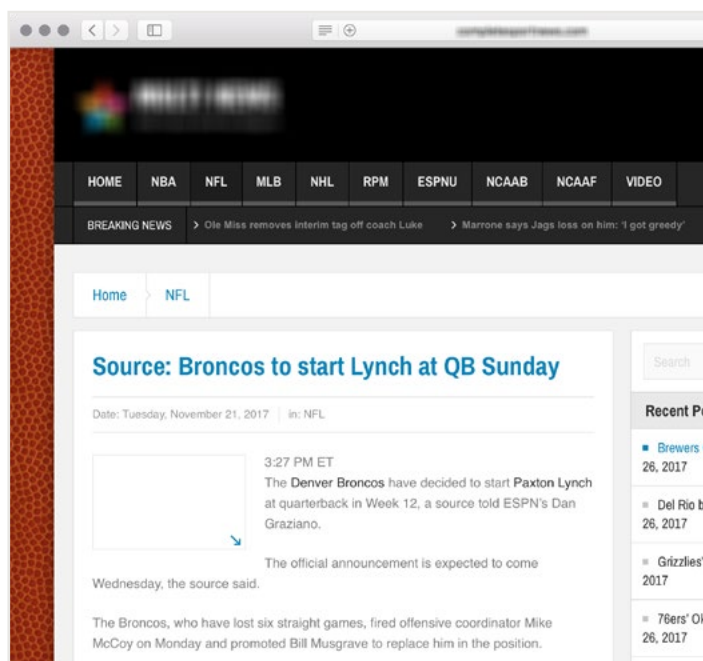 HOME NBA NFL MLB NHL RPM ESPNU NCAAB NCAAF VIDEO
BREAKING NEWS > Ole Miss removes interim tag off coach Luke > Marrone says Jags loss on him: 'I got greedy'
Home NFL
Source: Broncos to start Lynch at QB Sunday
Date: Tuesday, November 21, 2017 in: NFL
3:27 PM ET
The Denver Broncos have decided to start Paxton Lynch
at quarterback in Week 12, a source told ESPN's Dan
Graziano.
The official announcement is expected to come
Wednesday, the source said.
The Broncos, who have lost six straight games, fired offensive coordinator Mike
McCoy on Monday and promoted Bill Musgrave to replace him in the position.
Search
Recent P
Brewers
26, 2017
Del Rio b
26, 2017
Grizzlies'
2017
76ers' O
26, 2017